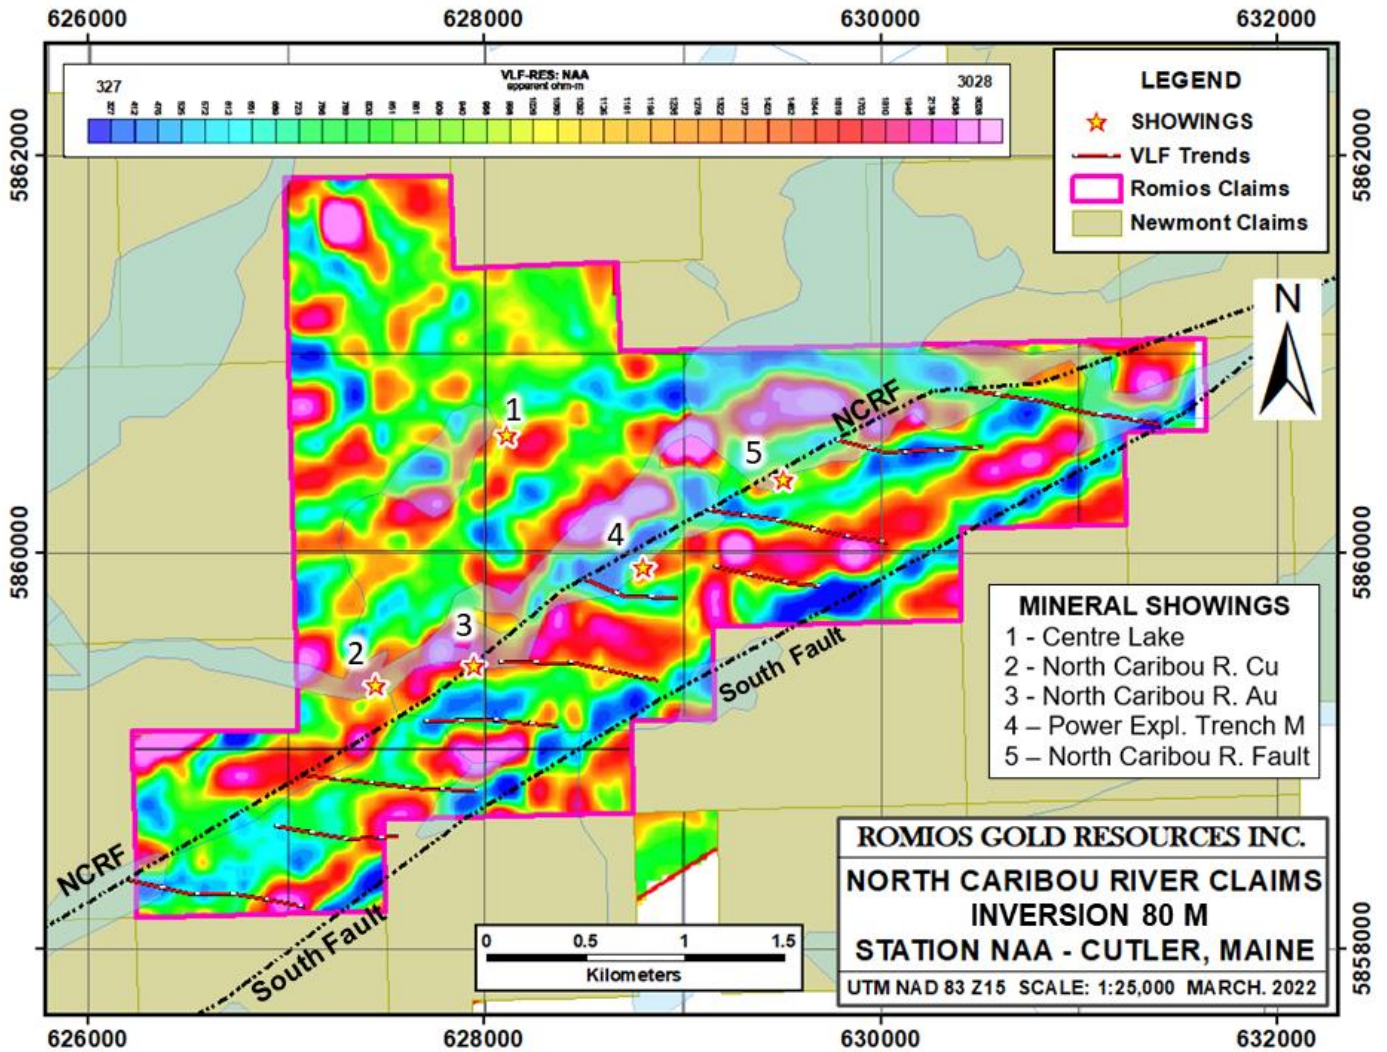 626000 628000 630000 632000
VLF-RES: NAA
apparent ohm-m
327 3028
LEGEND
SHOWINGS
VLF Trends
Romios Claims
Newmont Claims
5862000
5862000
N
1
NCRF
5
4
5860000
5860000
3
2
South Fault
MINERAL SHOWINGS
1 - Centre Lake
2 - North Caribou R. Cu
3 - North Caribou R. Au
4 – Power Expl. Trench M
5 – North Caribou R. Fault
NCRF
South Fault
ROMIOS GOLD RESOURCES INC.
NORTH CARIBOU RIVER CLAIMS
INVERSION 80 M
STATION NAA - CUTLER, MAINE
UTM NAD 83 Z15 SCALE: 1:25,000 MARCH. 2022
0 0.5 1 1.5
Kilometers
5858000
626000 628000 630000 632000